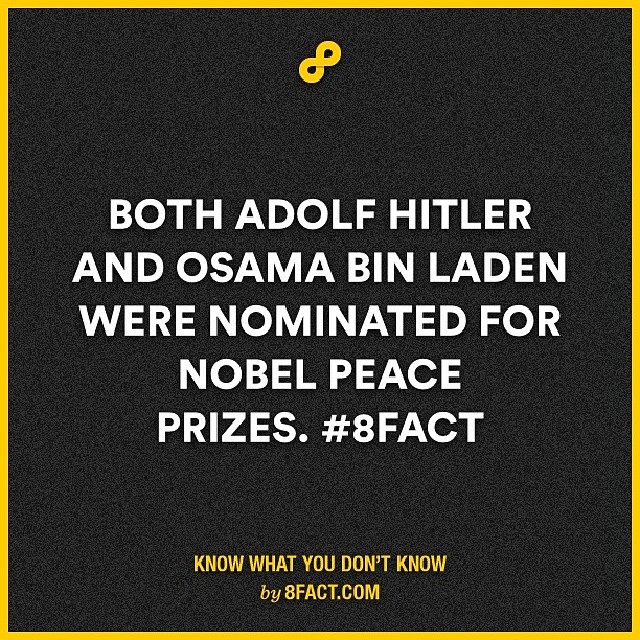 BOTH ADOLF HITLER
AND OSAMA BIN LADEN
WERE NOMINATED FOR
NOBEL PEACE
PRIZES. #8FACT
KNOW WHAT YOU DON'T KNOW
by 8FACT.COM